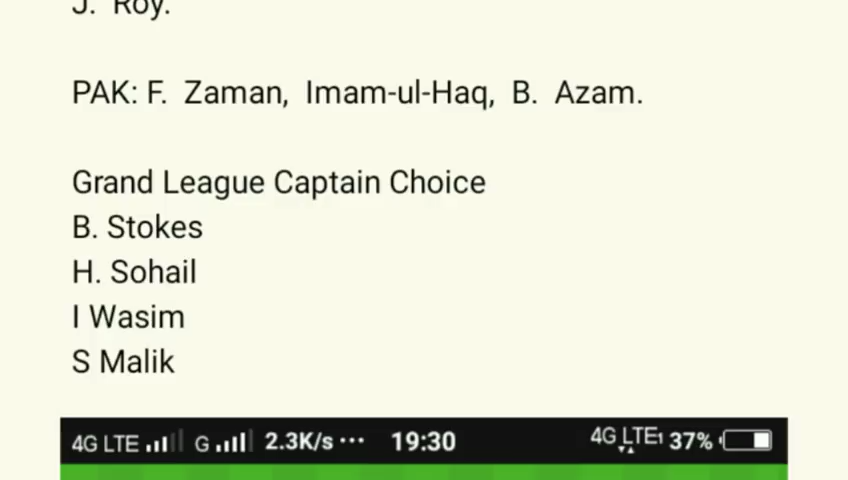 J. Roy.
PAK: F. Zaman, Imam-ul-Haq, B. Azam.
Grand League Captain Choice
B. Stokes
H. Sohail
I Wasim
S Malik
4G LTE G 2.3K/s ··· 19:30 4G LTE1 37%